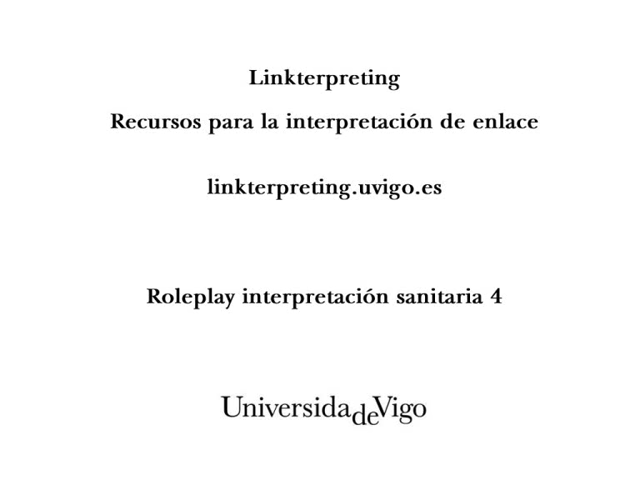 Linkterpreting
Recursos para la interpretación de enlace
linkterpreting.uvigo.es
Roleplay interpretación sanitaria 4
UniversidadeVigo